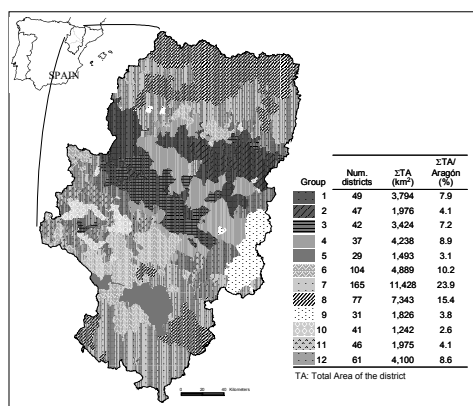 SPAIN
Group Num. districts ΣTA (km²) ΣTA/Aragón (%)
1 49 3,794 7.9
2 47 1,976 4.1
3 42 3,424 7.2
4 37 4,238 8.9
5 29 1,493 3.1
6 104 4,889 10.2
7 165 11,428 23.9
8 77 7,343 15.4
9 31 1,826 3.8
10 41 1,242 2.6
11 46 1,975 4.1
12 61 4,100 8.6
TA: Total Area of the district
0 20 40 Kilometers